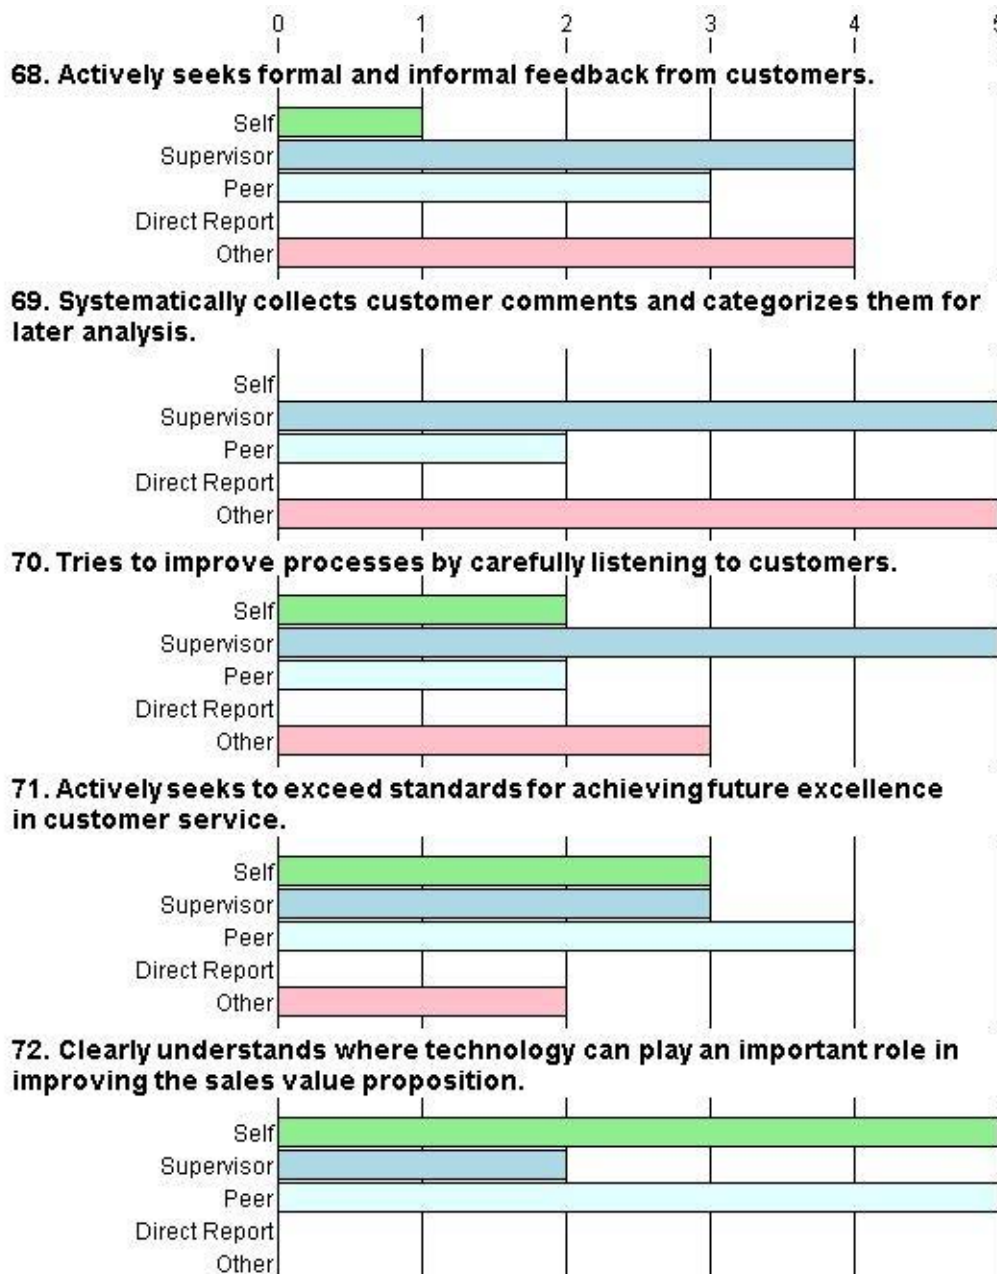 0 1 2 3 4 5
68. Actively seeks formal and informal feedback from customers.
Self
Supervisor
Peer
Direct Report
Other
69. Systematically collects customer comments and categorizes them for
later analysis.
Self
Supervisor
Peer
Direct Report
Other
70. Tries to improve processes by carefully listening to customers.
Self
Supervisor
Peer
Direct Report
Other
71. Actively seeks to exceed standards for achieving future excellence
in customer service.
Self
Supervisor
Peer
Direct Report
Other
72. Clearly understands where technology can play an important role in
improving the sales value proposition.
Self
Supervisor
Peer
Direct Report
Other